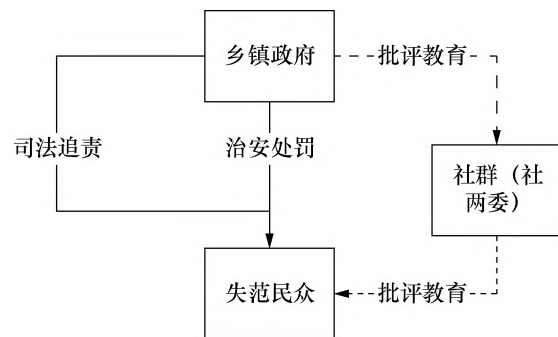 乡镇政府
批评教育
司法追责
治安处罚
社群（社
两委）
失范民众
批评教育